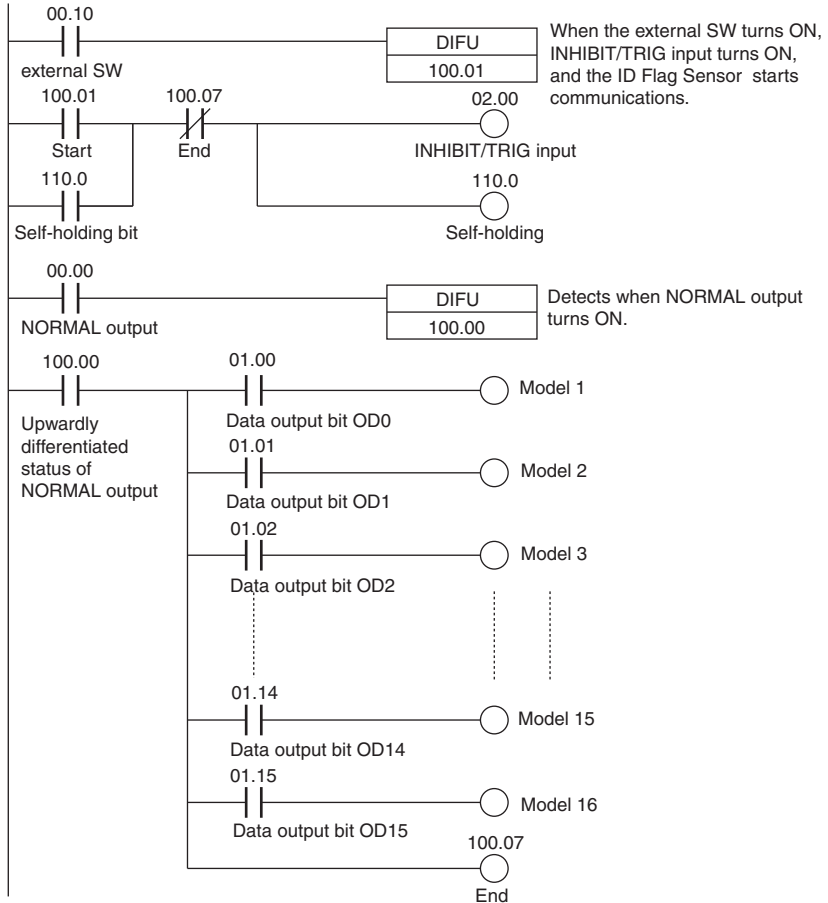 00.10
DIFU
100.01
When the external SW turns ON,
INHIBIT/TRIG input turns ON,
and the ID Flag Sensor starts
communications.
external SW
100.01
100.07
02.00
Start
End
INHIBIT/TRIG input
110.0
110.0
Self-holding bit
Self-holding
00.00
DIFU
100.00
Detects when NORMAL output
turns ON.
NORMAL output
100.00
01.00
Model 1
Upwardly
differentiated
status of
NORMAL output
Data output bit OD0
01.01
Model 2
Data output bit OD1
01.02
Model 3
Data output bit OD2
01.14
Model 15
Data output bit OD14
01.15
Model 16
Data output bit OD15
100.07
End